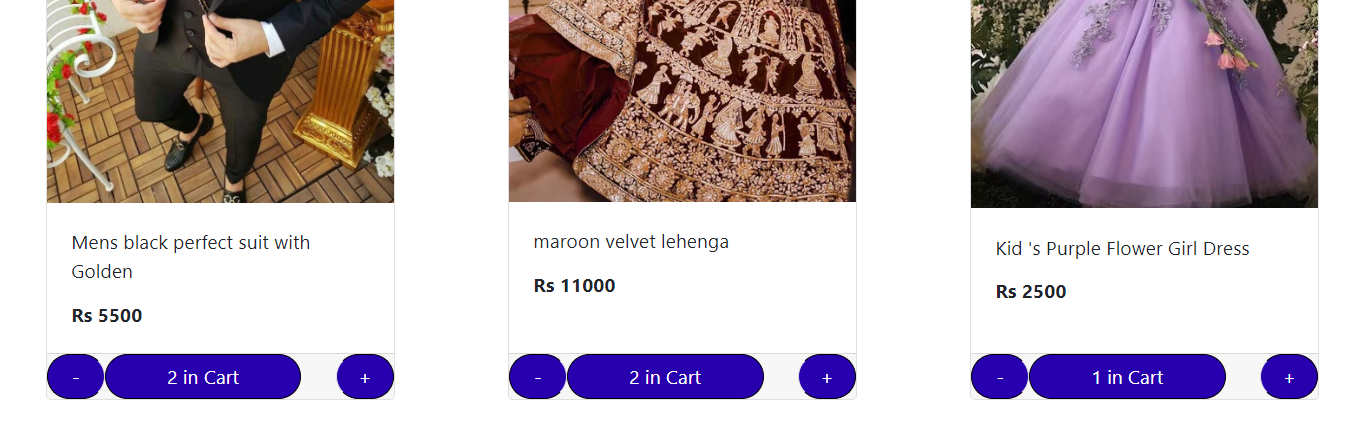 Mens black perfect suit with
Golden
Rs 5500
- 2 in Cart +
maroon velvet lehenga
Rs 11000
- 2 in Cart +
Kid 's Purple Flower Girl Dress
Rs 2500
- 1 in Cart +